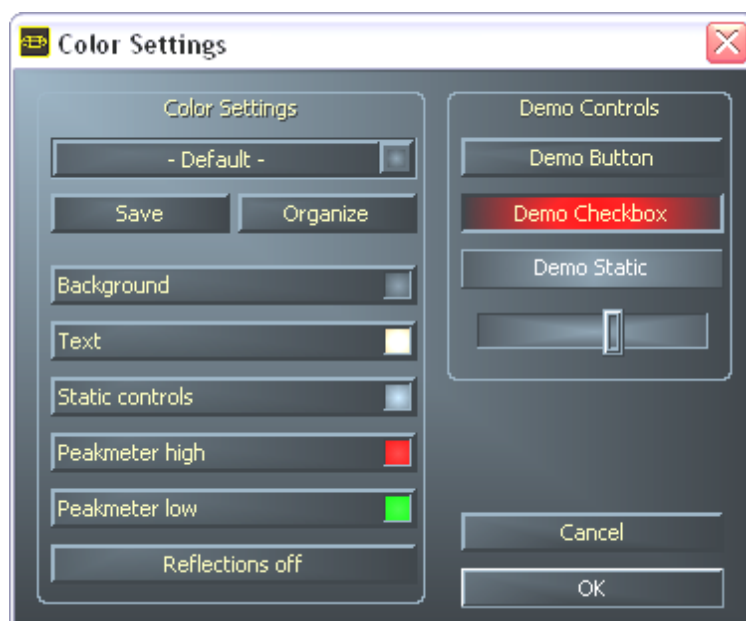 Color Settings
Color Settings
- Default -
Save
Organize
Background
Text
Static controls
Peakmeter high
Peakmeter low
Reflections off
Demo Controls
Demo Button
Demo Checkbox
Demo Static
Cancel
OK